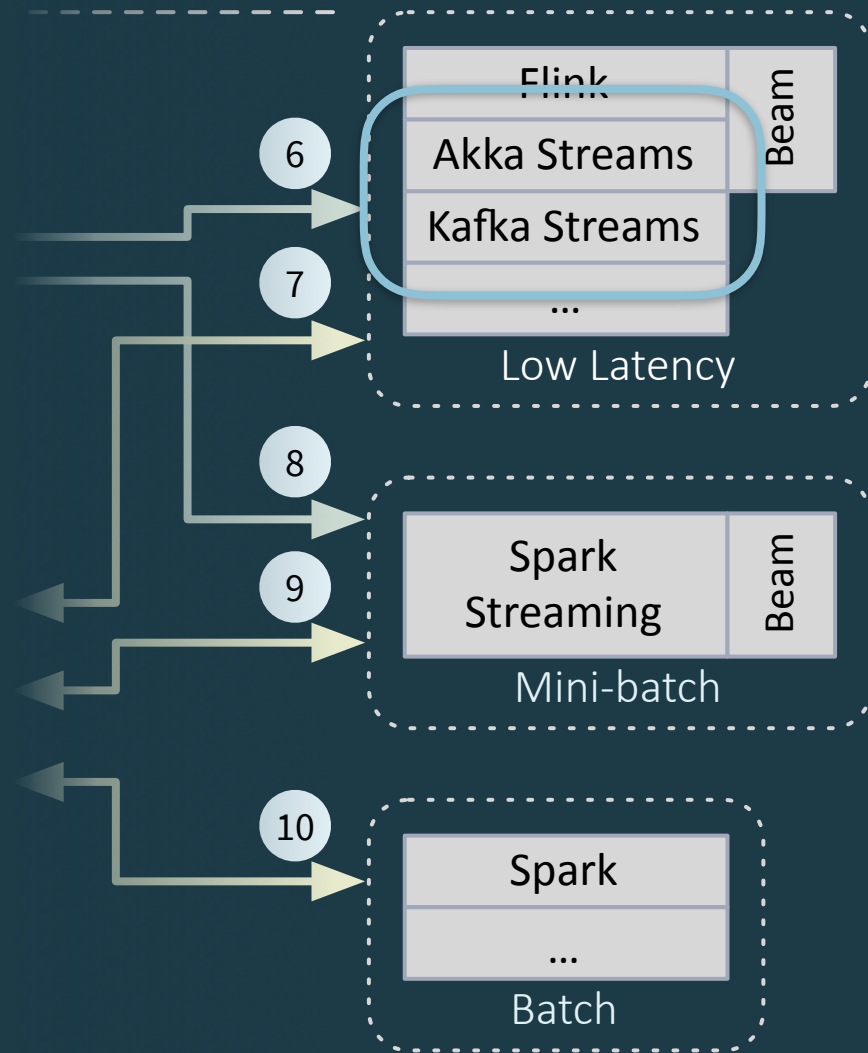 Flink
Beam
6
Akka Streams
Kafka Streams
7
...
Low Latency
8
Spark
Streaming
Beam
9
Mini-batch
10
Spark
...
Batch